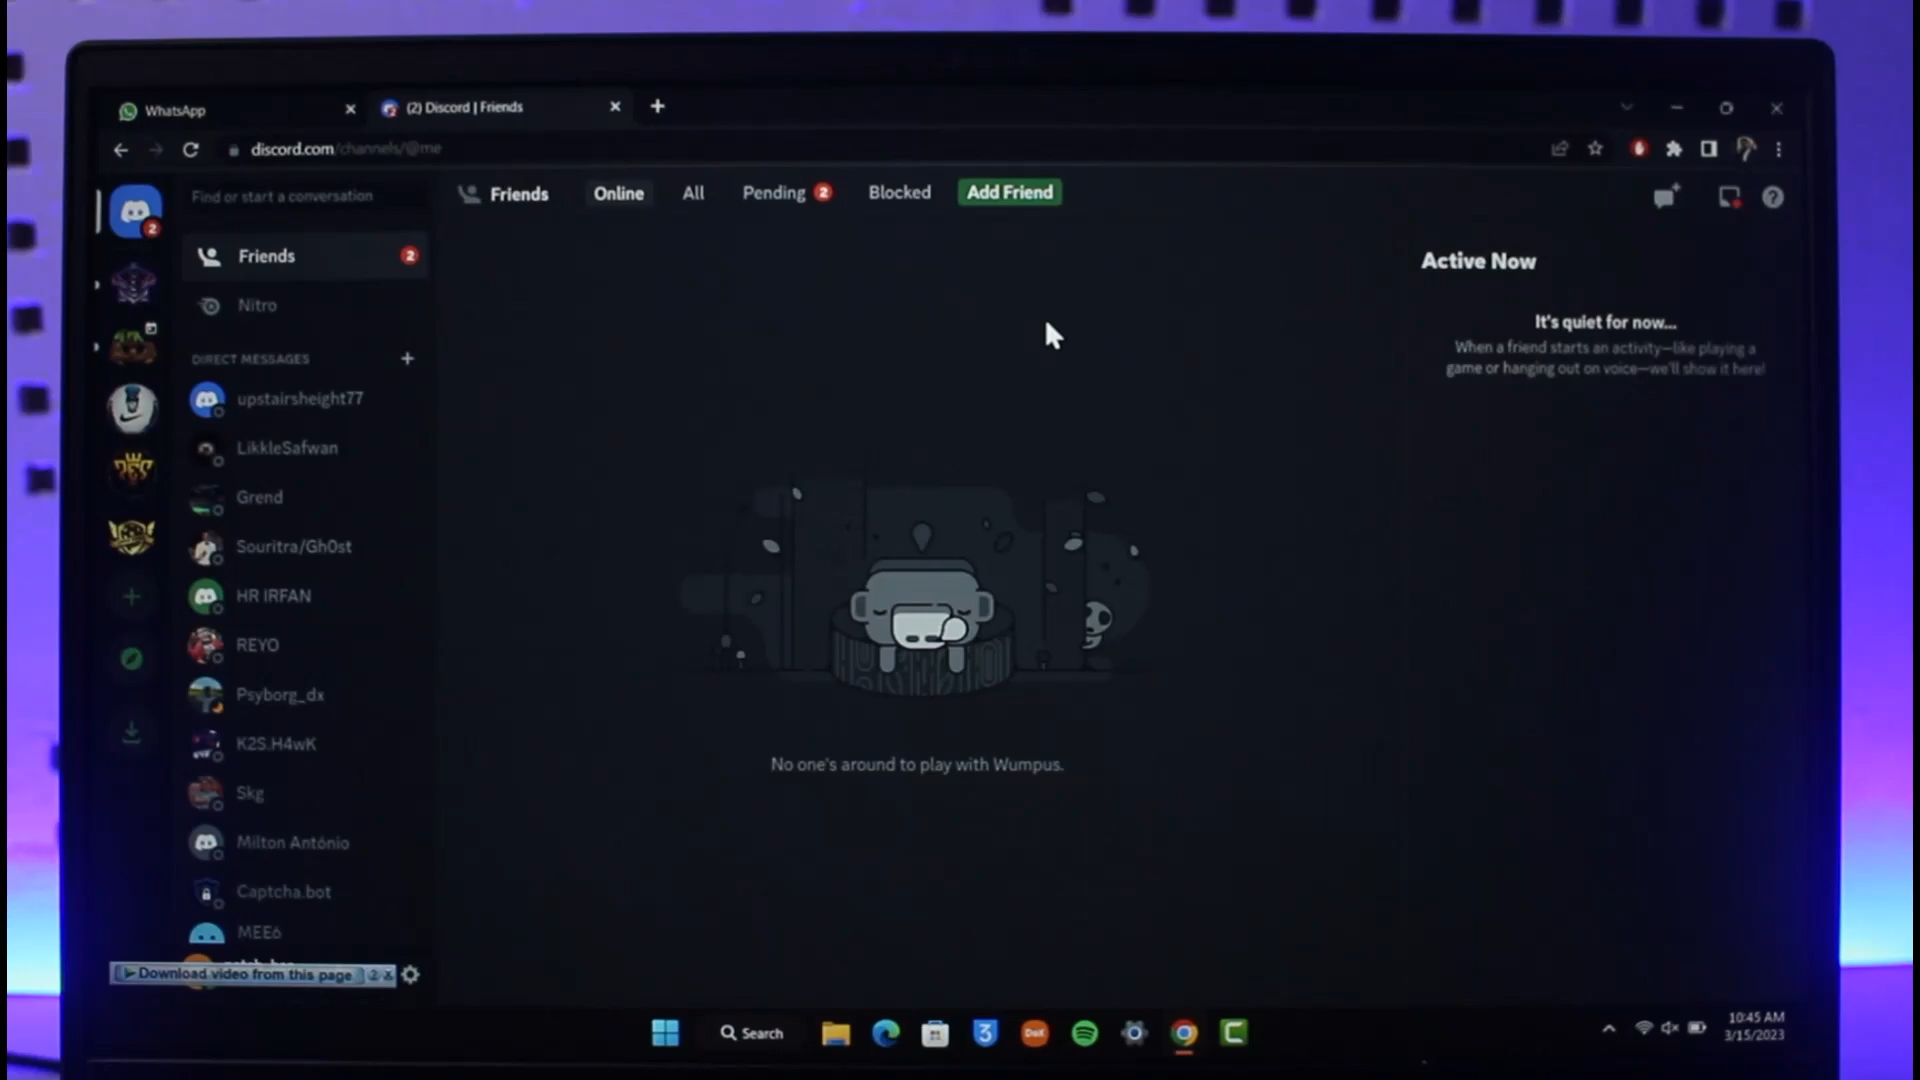 WhatsApp
(2) Discord | Friends
discord.com/channels/@me
2
Find or start a conversation
Friends
Online
All
Pending
2
Blocked
Add Friend
Friends
2
Nitro
DIRECT MESSAGES
upstairsheight77
LikkleSafwan
Grend
Souritra/Gh0st
HR IRFAN
REYO
Psyborg_dx
K2S.H4wK
Skg
Milton António
Captcha.bot
MEE6
Download video from this page
Active Now
It's quiet for now...
When a friend starts an activity—like playing a
game or hanging out on voice—we'll show it here!
No one's around to play with Wumpus.
Search
3
10:45 AM
3/15/2023